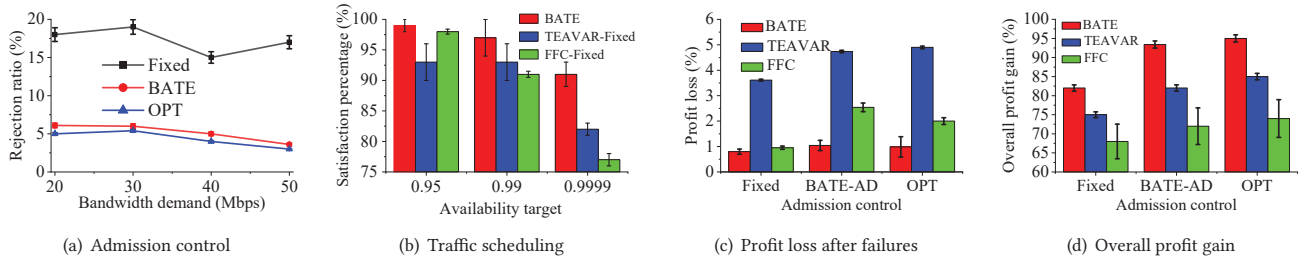 Rejection ratio (%)
20
15
10
5
0
Fixed
BATE
OPT
20 30 40 50
Bandwidth demand (Mbps)
(a) Admission control
Satisfaction percentage (%)
100
95
90
85
80
75
BATE
TEAVAR-Fixed
FFC-Fixed
0.95 0.99 0.9999
Availability target
(b) Traffic scheduling
Profit loss (%)
6
5
4
3
2
1
0
BATE
TEAVAR
FFC
Fixed BATE-AD OPT
Admission control
(c) Profit loss after failures
Overall profit gain (%)
100
95
90
85
80
75
70
65
60
BATE
TEAVAR
FFC
Fixed BATE-AD OPT
Admission control
(d) Overall profit gain